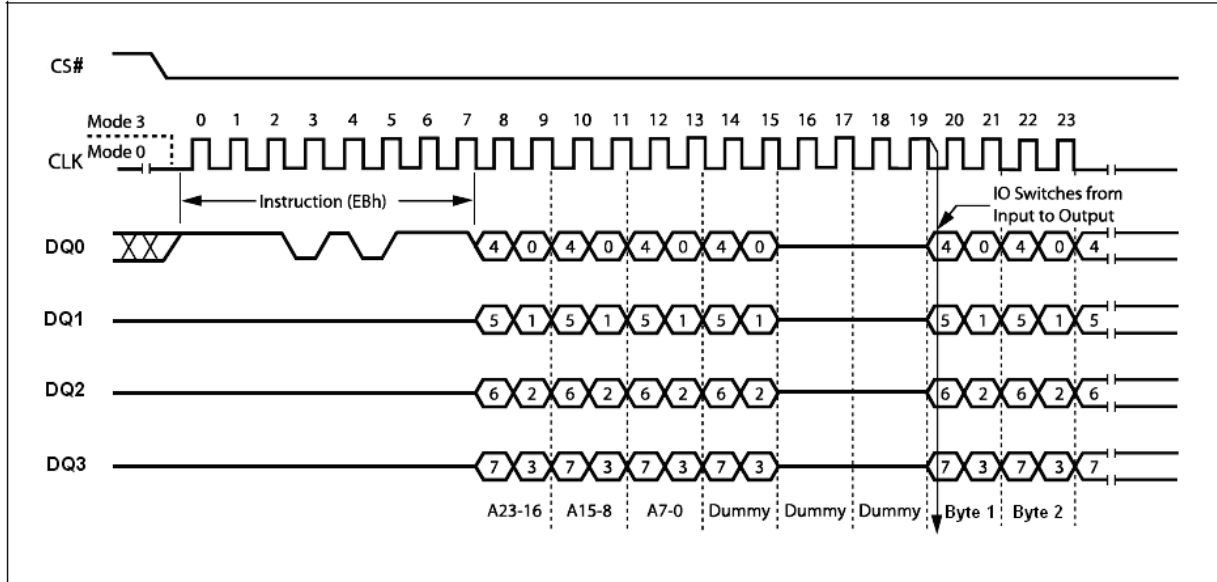 CS#
Mode 3
0 1 2 3 4 5 6 7 8 9 10 11 12 13 14 15 16 17 18 19 20 21 22 23
Mode 0
CLK
Instruction (EBh)
IO Switches from
Input to Output
DQ0 4 0 4 0 4 0 4 0 4 0 4 0 4
DQ1 5 1 5 1 5 1 5 1 5 1 5 1 5
DQ2 6 2 6 2 6 2 6 2 6 2 6 2 6
DQ3 7 3 7 3 7 3 7 3 7 3 7 3 7
A23-16 A15-8 A7-0 Dummy Dummy Dummy Byte 1 Byte 2